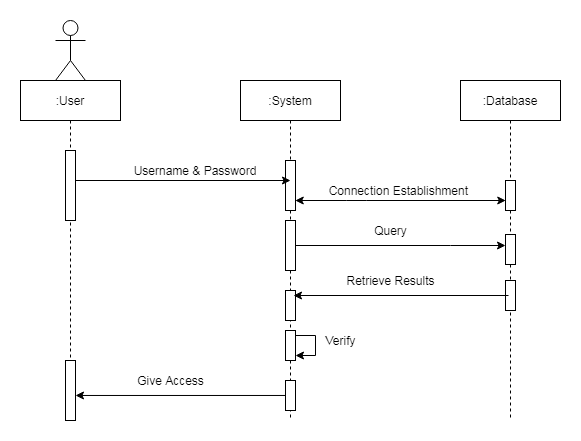 :User
:System
:Database
Username & Password
Connection Establishment
Query
Retrieve Results
Verify
Give Access